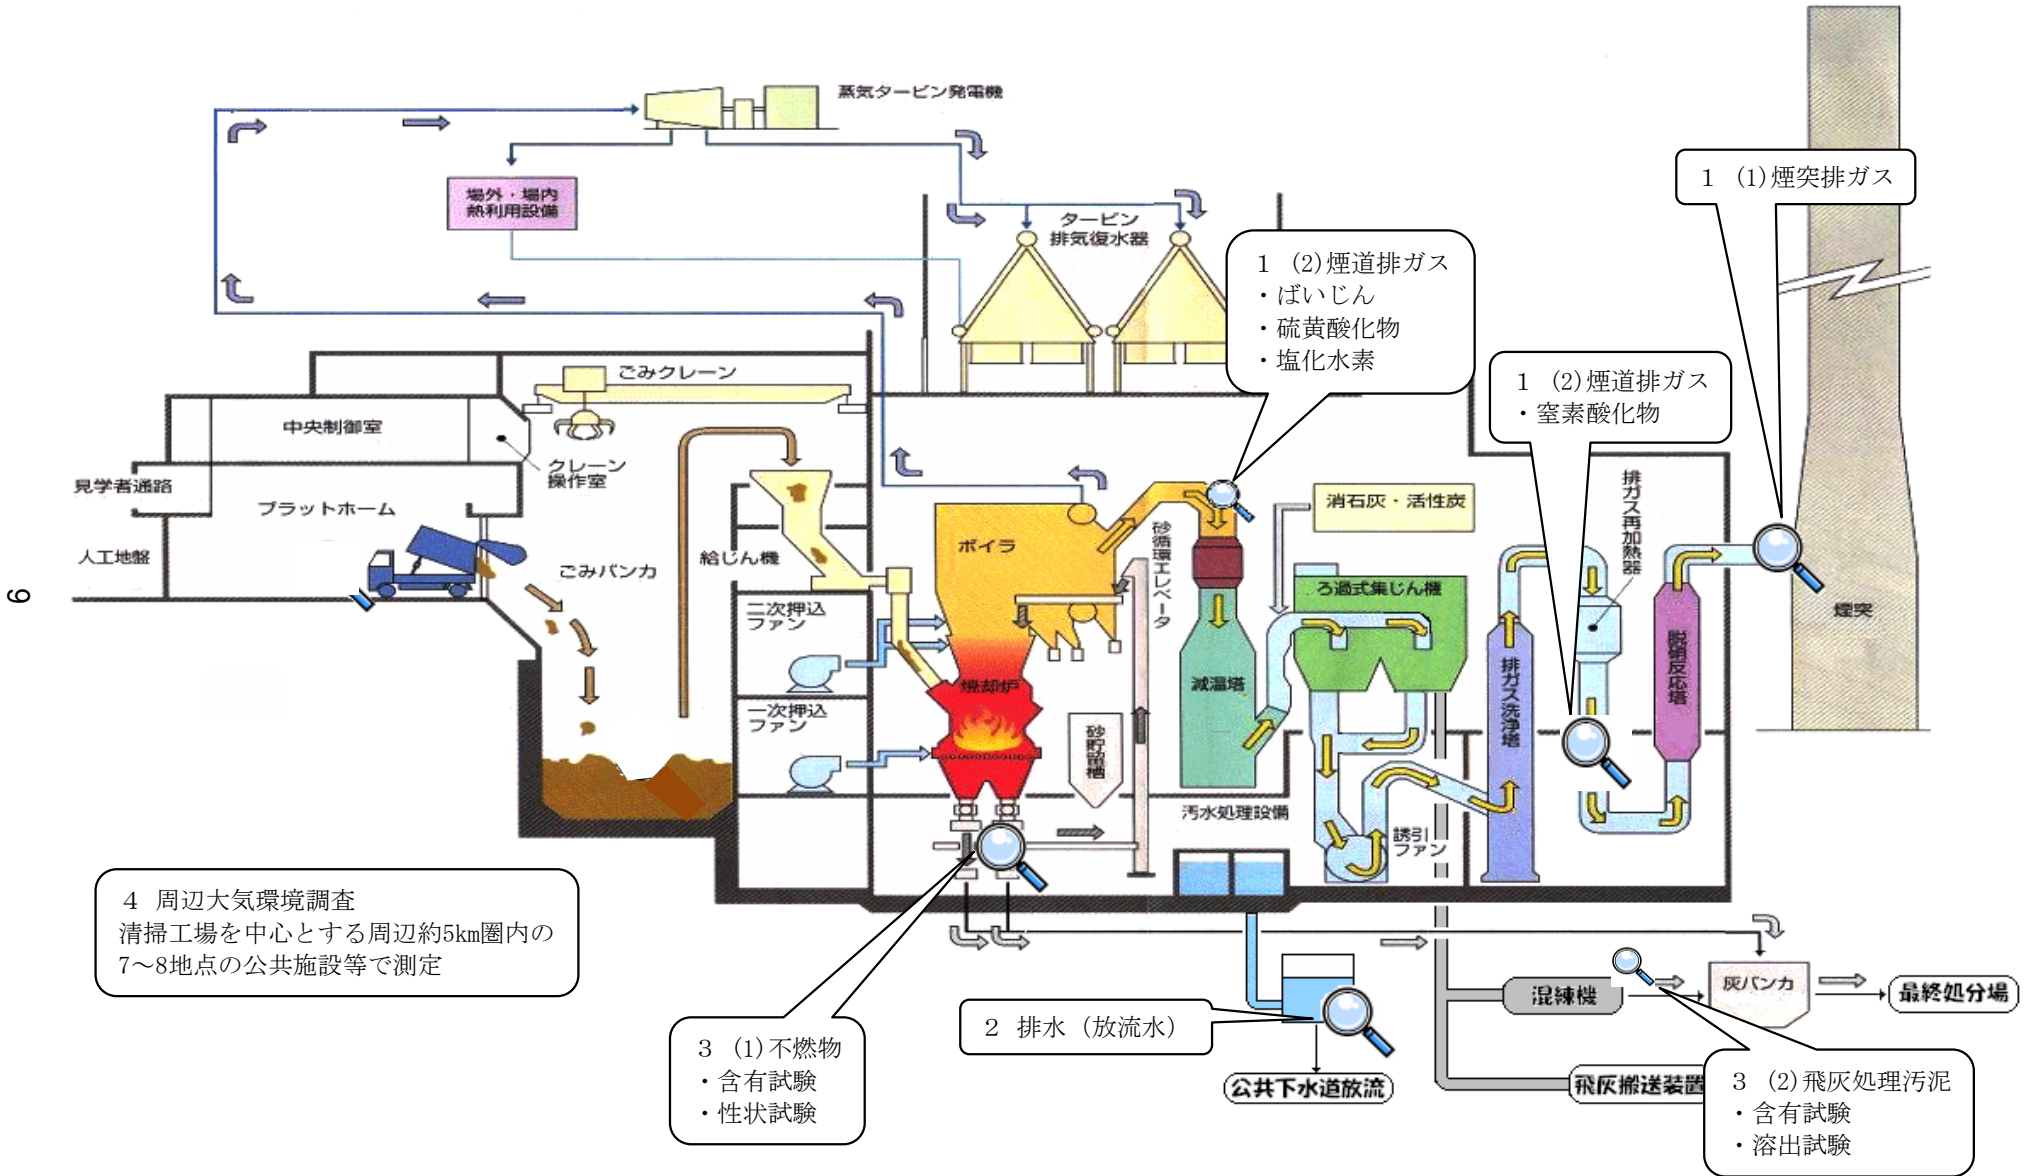 蒸気タービン発電機
1 (1)煙突排ガス
場外・場内
熱利用設備
タービン
排気復水器
1 (2)煙道排ガス
・ばいじん
・硫黄酸化物
・塩化水素
1 (2)煙道排ガス
・窒素酸化物
ごみクレーン
中央制御室
クレーン
操作室
見学者通路
プラットホーム
人工地盤
ごみバンカ
給じん機
二次押込
ファン
一次押込
ファン
ボイラ
焼却炉
砂循環エレベータ
砂貯留槽
消石灰・活性炭
減温塔
ろ過式集じん機
排ガス再加熱器
排ガス洗浄塔
脱硝反応塔
煙突
汚水処理設備
誘引
ファン
6
4 周辺大気環境調査
清掃工場を中心とする周辺約5km圏内の
7～8地点の公共施設等で測定
3 (1)不燃物
・含有試験
・性状試験
2 排水（放流水）
公共下水道放流
混練機
灰バンカ
最終処分場
飛灰搬送装置
3 (2)飛灰処理汚泥
・含有試験
・溶出試験